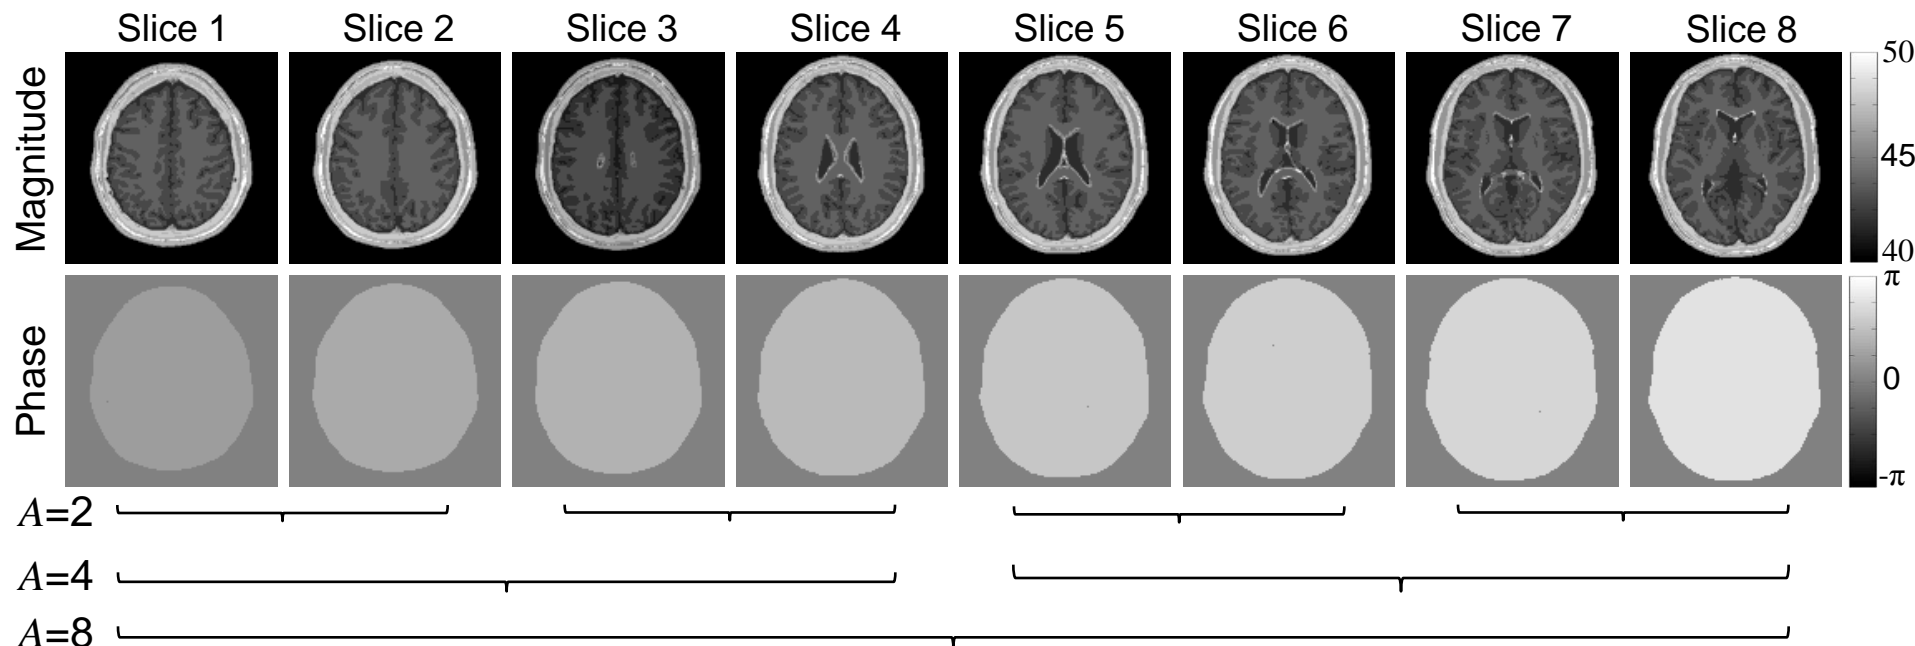 Slice 1 Slice 2 Slice 3 Slice 4 Slice 5 Slice 6 Slice 7 Slice 8
Magnitude
50
45
40
Phase
π
0
-π
A=2
A=4
A=8